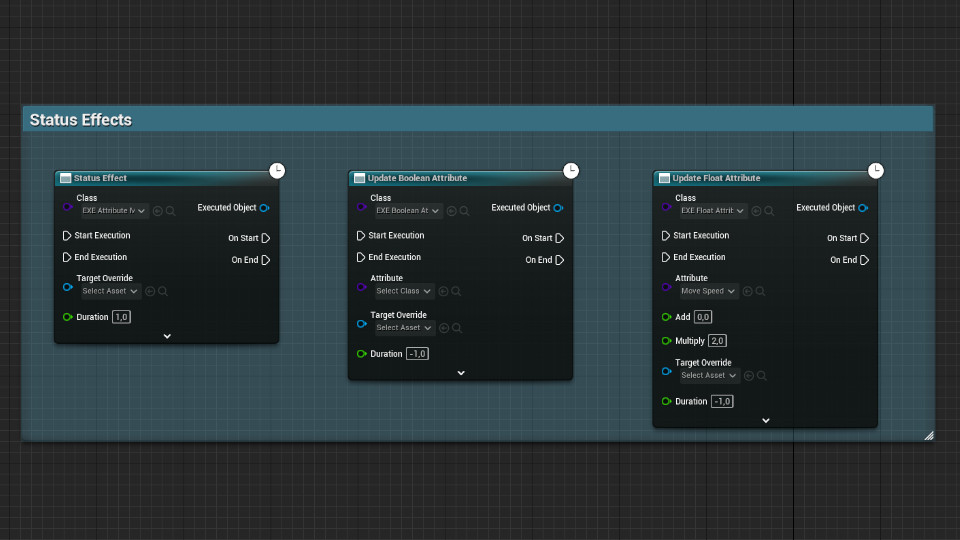 Status Effects
Status Effect
Class
EXE Attribute M
Executed Object
Start Execution
On Start
End Execution
On End
Target Override
Select Asset
Duration 1,0
Update Boolean Attribute
Class
EXE Boolean At
Executed Object
Start Execution
On Start
End Execution
On End
Attribute
Select Class
Target Override
Select Asset
Duration -1,0
Update Float Attribute
Class
EXE Float Attrib
Executed Object
Start Execution
On Start
End Execution
On End
Attribute
Move Speed
Add 0,0
Multiply 2,0
Target Override
Select Asset
Duration -1,0